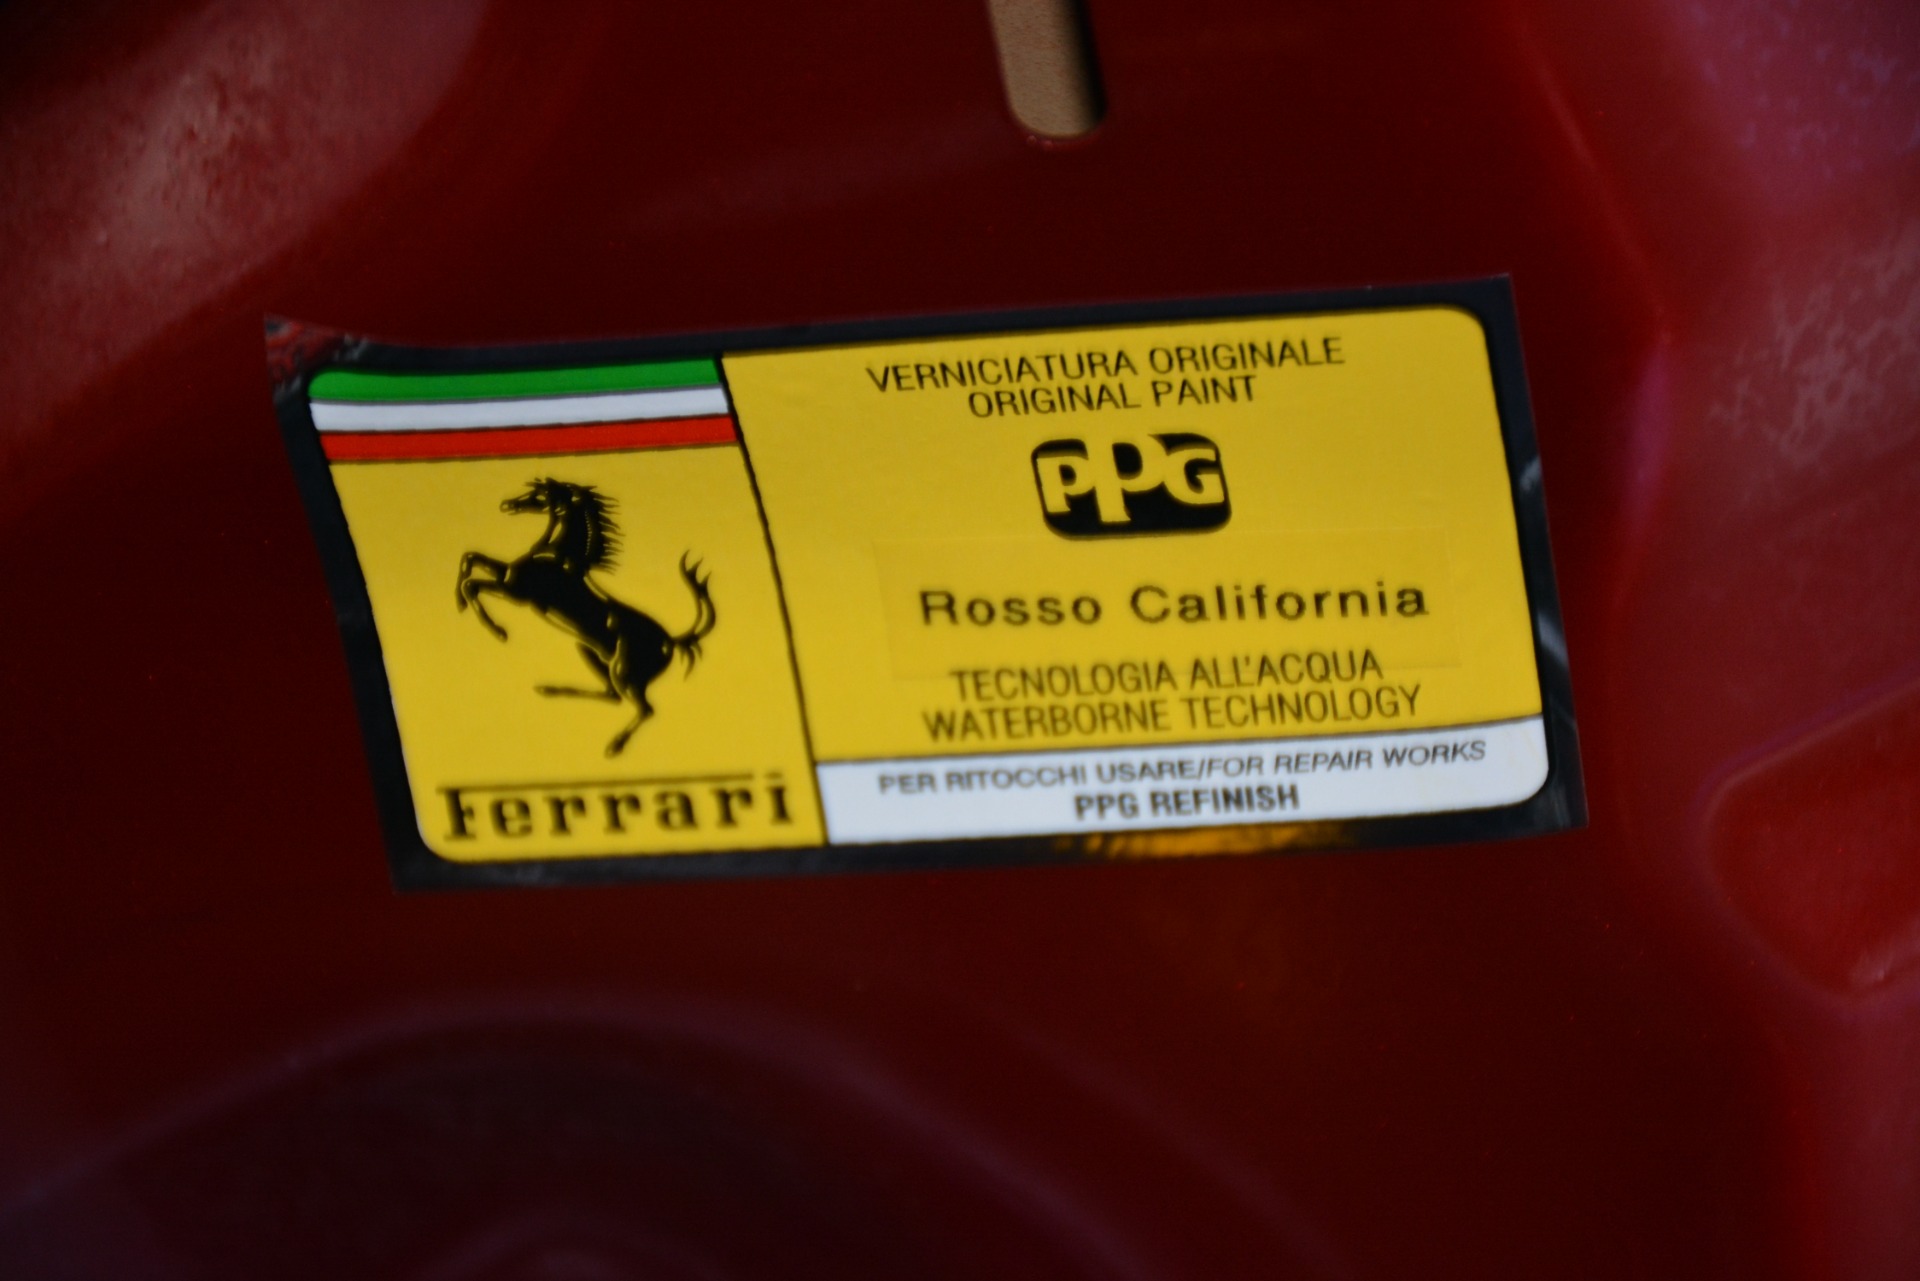 VERNICIATURA ORIGINALE
ORIGINAL PAINT
PPG
Rosso California
TECNOLOGIA ALL'ACQUA
WATERBORNE TECHNOLOGY
PER RITOCCHI USARE/FOR REPAIR WORKS
PPG REFINISH
Ferrari